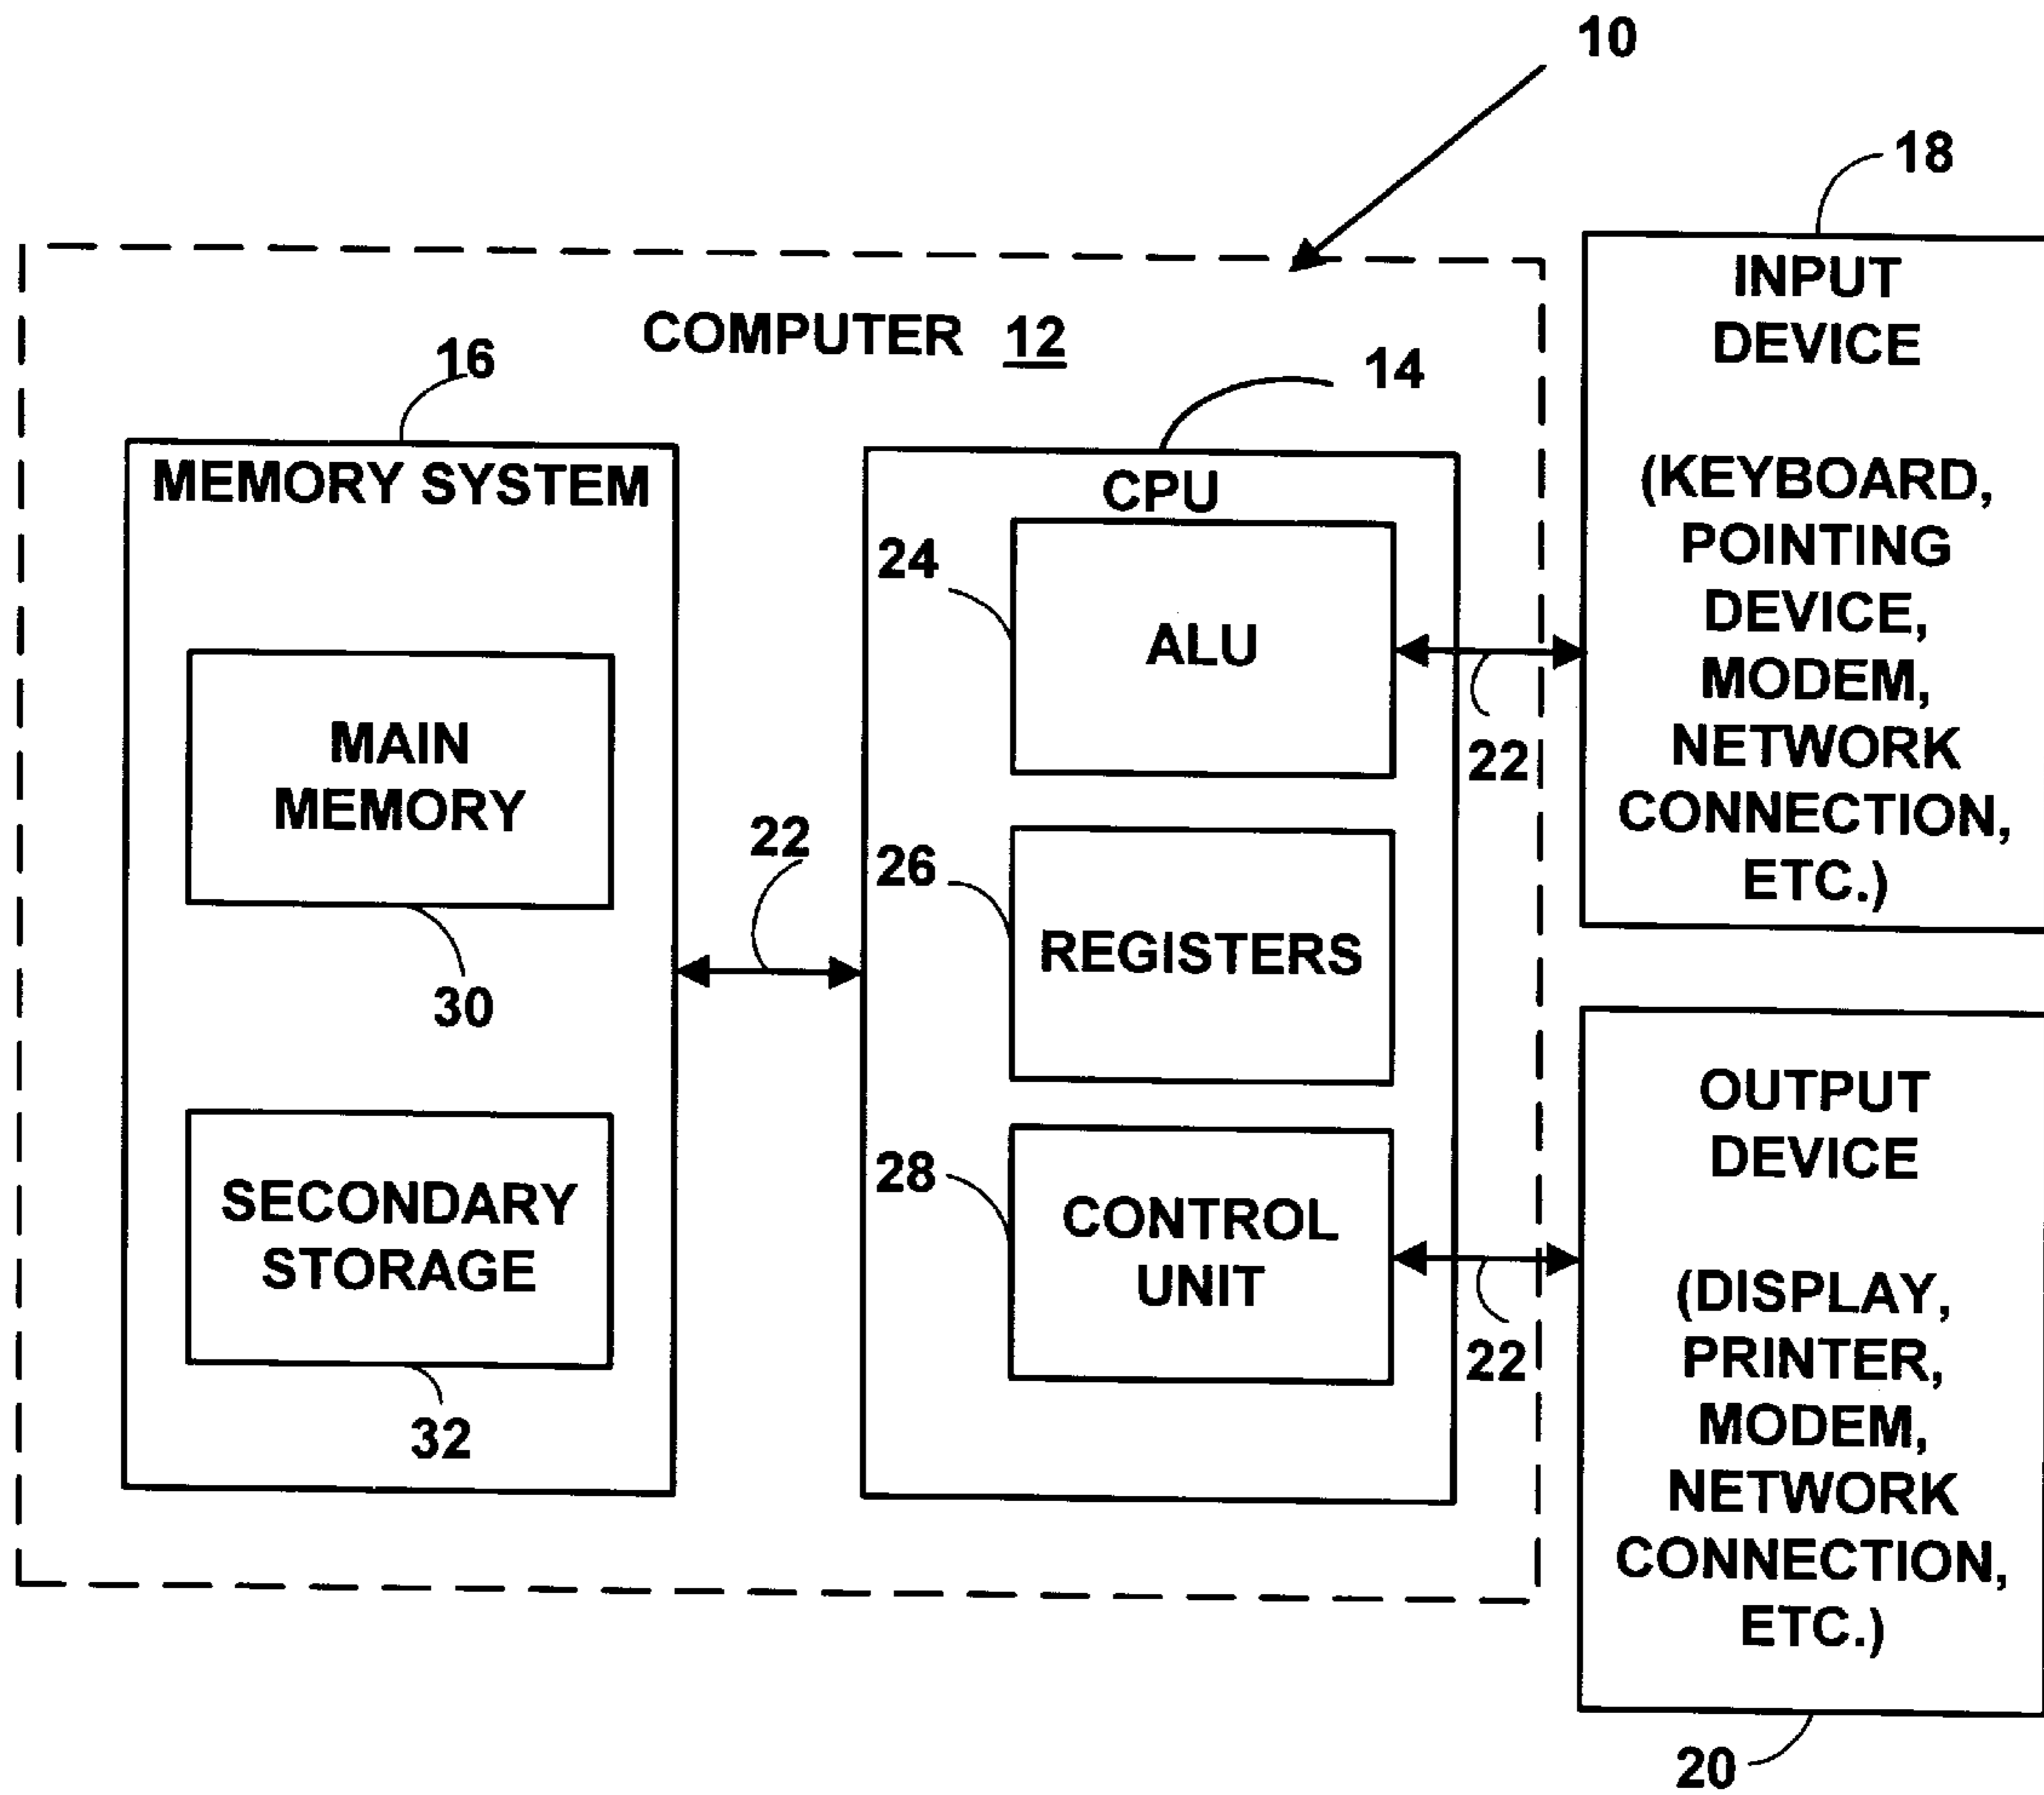 10
18
COMPUTER 12
16
14
MEMORY SYSTEM
MAIN
MEMORY
30
SECONDARY
STORAGE
32
22
CPU
24
ALU
26
REGISTERS
28
CONTROL
UNIT
22
22
INPUT
DEVICE
(KEYBOARD,
POINTING
DEVICE,
MODEM,
NETWORK
CONNECTION,
ETC.)
OUTPUT
DEVICE
(DISPLAY,
PRINTER,
MODEM,
NETWORK
CONNECTION,
ETC.)
20